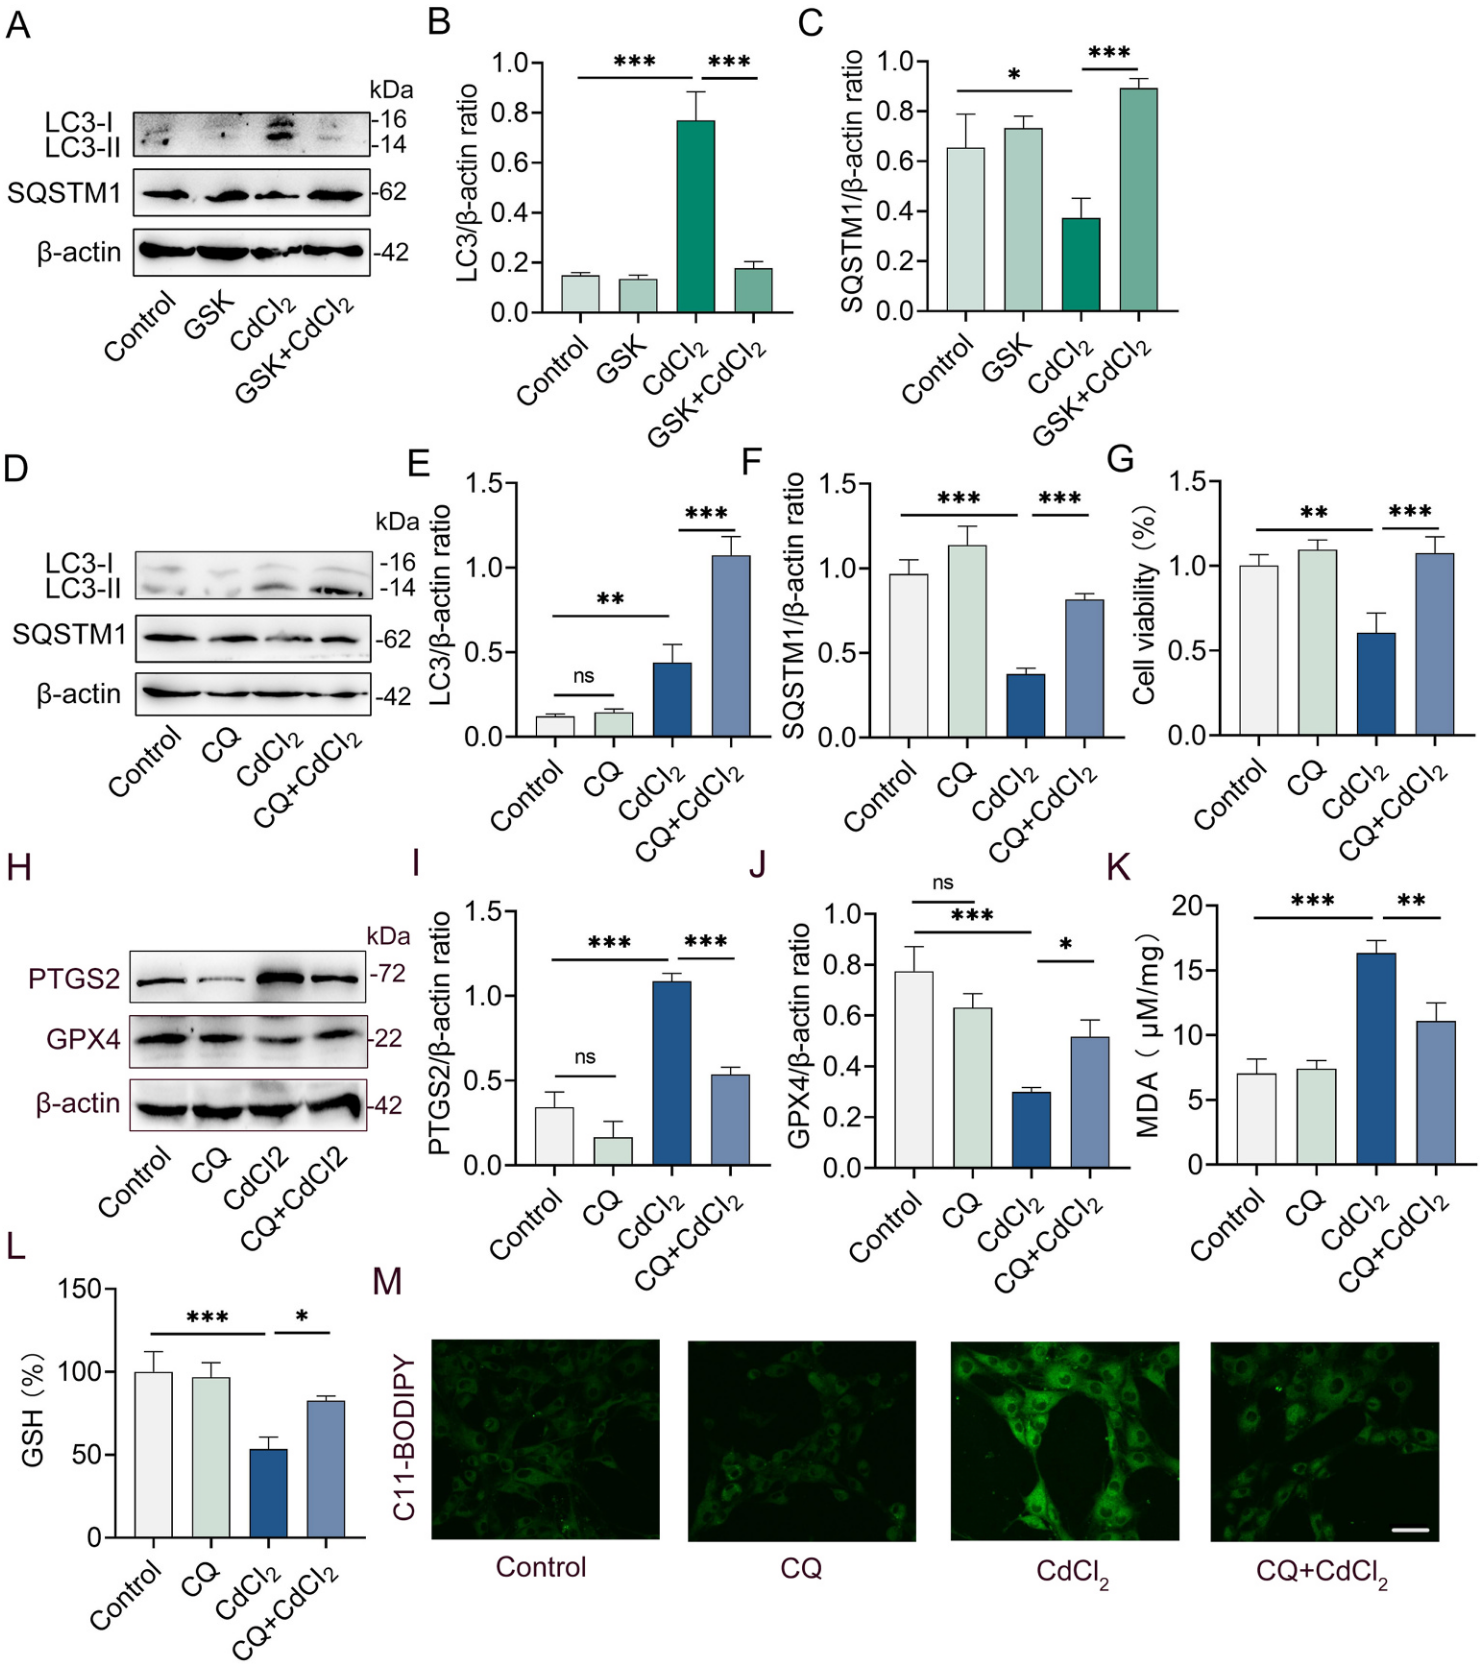 A
kDa
LC3-I
-16
LC3-II
-14
SQSTM1
-62
β-actin
-42
Control
GSK
CdCl₂
GSK+CdCl₂
B
LC3/β-actin ratio
1.0
0.8
0.6
0.4
0.2
0.0
***
***
Control
GSK
CdCl₂
GSK+CdCl₂
C
SQSTM1/β-actin ratio
1.0
0.8
0.6
0.4
0.2
0.0
*
***
Control
GSK
CdCl₂
GSK+CdCl₂
D
kDa
LC3-I
-16
LC3-II
-14
SQSTM1
-62
β-actin
-42
Control
CQ
CdCl₂
CQ+CdCl₂
E
LC3/β-actin ratio
1.5
1.0
0.5
0.0
ns
**
***
Control
CQ
CdCl₂
CQ+CdCl₂
F
SQSTM1/β-actin ratio
1.5
1.0
0.5
0.0
***
***
Control
CQ
CdCl₂
CQ+CdCl₂
G
Cell viability (%)
1.5
1.0
0.5
0.0
**
***
Control
CQ
CdCl₂
CQ+CdCl₂
H
kDa
PTGS2
-72
GPX4
-22
β-actin
-42
Control
CQ
CdCl2
CQ+CdCl2
I
PTGS2/β-actin ratio
1.5
1.0
0.5
0.0
ns
***
***
Control
CQ
CdCl₂
CQ+CdCl₂
J
GPX4/β-actin ratio
1.0
0.8
0.6
0.4
0.2
0.0
ns
***
*
Control
CQ
CdCl₂
CQ+CdCl₂
K
MDA ( μM/mg)
20
15
10
5
0
***
**
Control
CQ
CdCl₂
CQ+CdCl₂
L
GSH (%)
150
100
50
0
***
*
Control
CQ
CdCl₂
CQ+CdCl₂
M
C11-BODIPY
Control
CQ
CdCl₂
CQ+CdCl₂